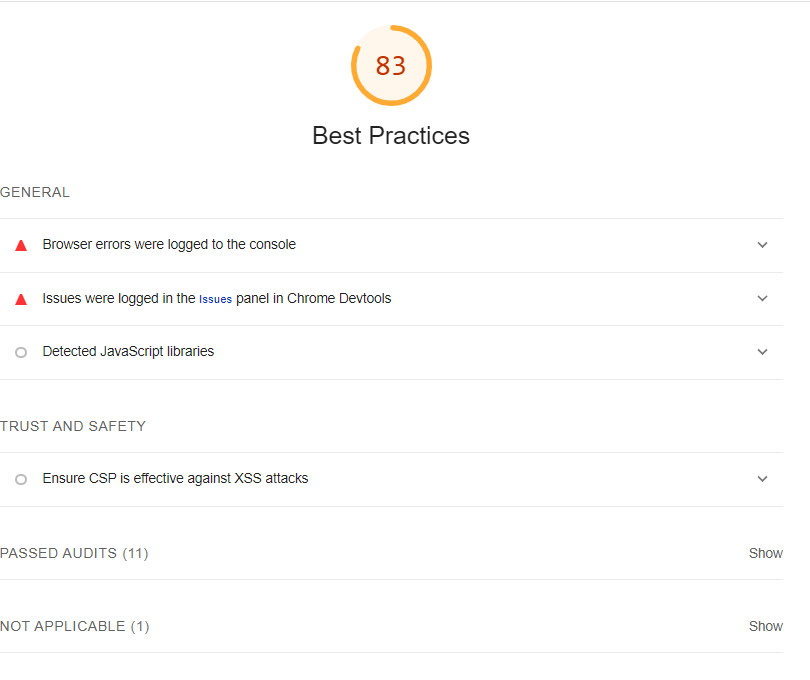 83
Best Practices
GENERAL
Browser errors were logged to the console
Issues were logged in the Issues panel in Chrome Devtools
Detected JavaScript libraries
TRUST AND SAFETY
Ensure CSP is effective against XSS attacks
PASSED AUDITS (11) Show
NOT APPLICABLE (1) Show